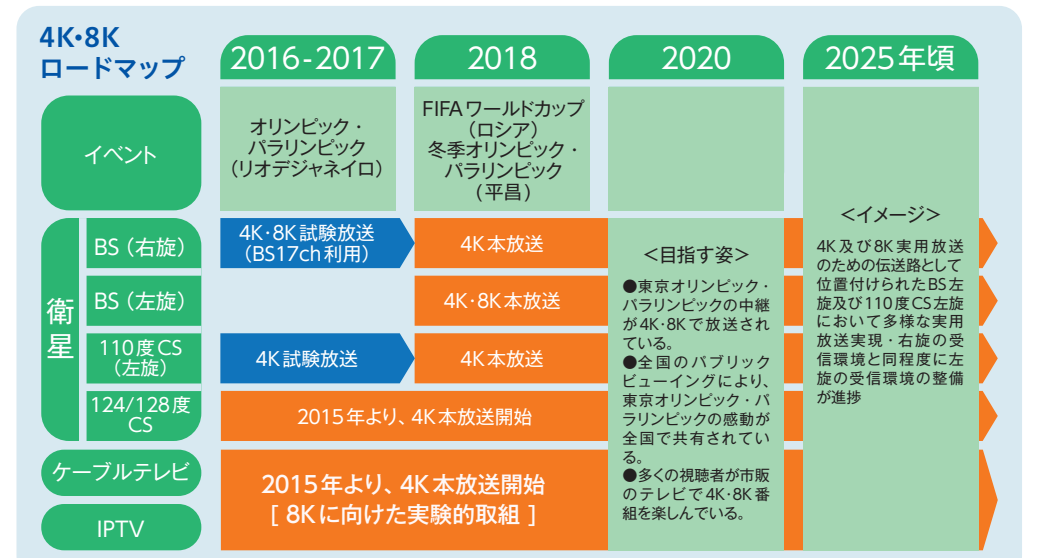 4K・8K
ロードマップ
2016-2017
2018
2020
2025年頃
イベント
オリンピック・
パラリンピック
(リオデジャネイロ)
FIFAワールドカップ
(ロシア)
冬季オリンピック・
パラリンピック
(平昌)
衛星
BS(右旋)
4K・8K試験放送
(BS17ch利用)
4K本放送
BS(左旋)
4K・8K本放送
110度CS
(左旋)
4K試験放送
4K本放送
124/128度
CS
2015年より、4K本放送開始
ケーブルテレビ
IPTV
2015年より、4K本放送開始
[ 8Kに向けた実験的取組 ]
<目指す姿>
●東京オリンピック・
パラリンピックの中継
が4K・8Kで放送され
ている。
●全国のパブリック
ビューイングにより、
東京オリンピック・パ
ラリンピックの感動が
全国で共有されてい
る。
●多くの視聴者が市販
のテレビで4K・8K番
組を楽しんでいる。
<イメージ>
4K及び8K実用放送
のための伝送路として
位置付けられたBS左
旋及び110度CS左旋
において多様な実用
放送実現・右旋の受
信環境と同程度に左
旋の受信環境の整備
が進捗